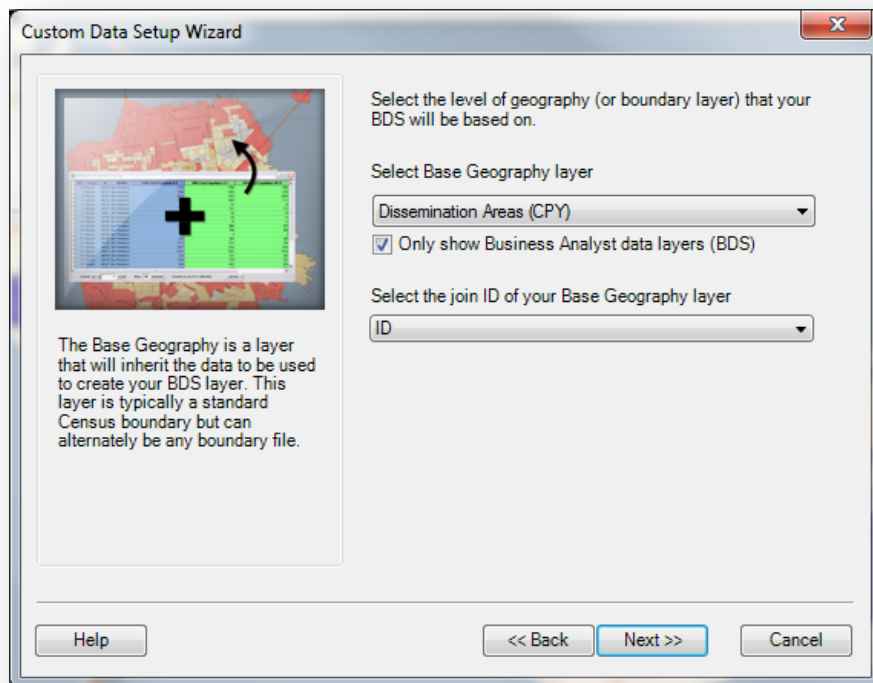 Custom Data Setup Wizard
Select the level of geography (or boundary layer) that your
BDS will be based on.
Select Base Geography layer
Dissemination Areas (CPY)
Only show Business Analyst data layers (BDS)
Select the join ID of your Base Geography layer
ID
The Base Geography is a layer
that will inherit the data to be used
to create your BDS layer. This
layer is typically a standard
Census boundary but can
alternately be any boundary file.
Help
<< Back
Next >>
Cancel